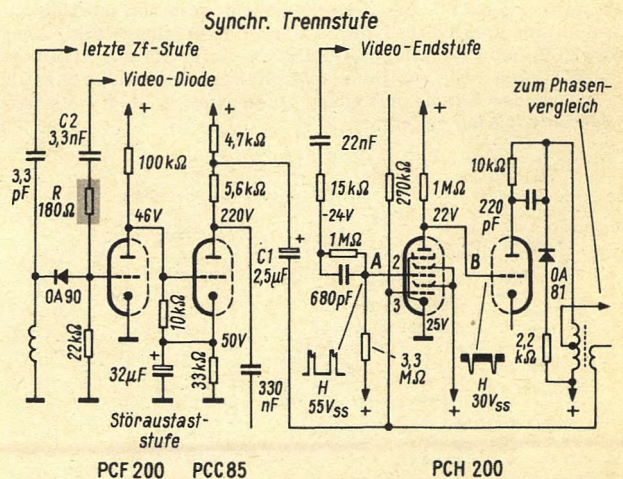 Synchr. Trennstufe
letzte Zf-Stufe
Video-Diode
Video-Endstufe
zum Phasen-
vergleich
C2
3,3nF
4,7kΩ
22nF
3,3
pF
100kΩ
10kΩ
R
180Ω
5,6kΩ
15kΩ
270kΩ
1MΩ
220
pF
46V
220V
-24V
22V
C1
2,5µF
1MΩ
A
2
B
0A90
680pF
3
0A
81
10kΩ
50V
25V
22kΩ
32µF
33kΩ
330
nF
H
55Vss
3,3
MΩ
H
30Vss
2,2
kΩ
Störaustast-
stufe
PCF 200
PCC85
PCH 200
+
+
+
+
+
+
+
+